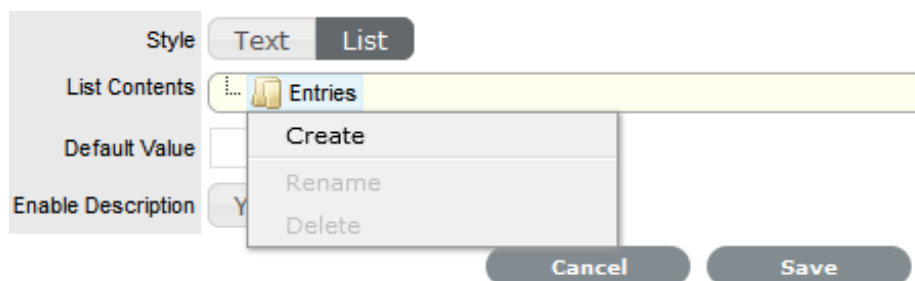 Style Text List
List Contents Entries
Create
Default Value
Rename
Enable Description Y
Delete
Cancel Save